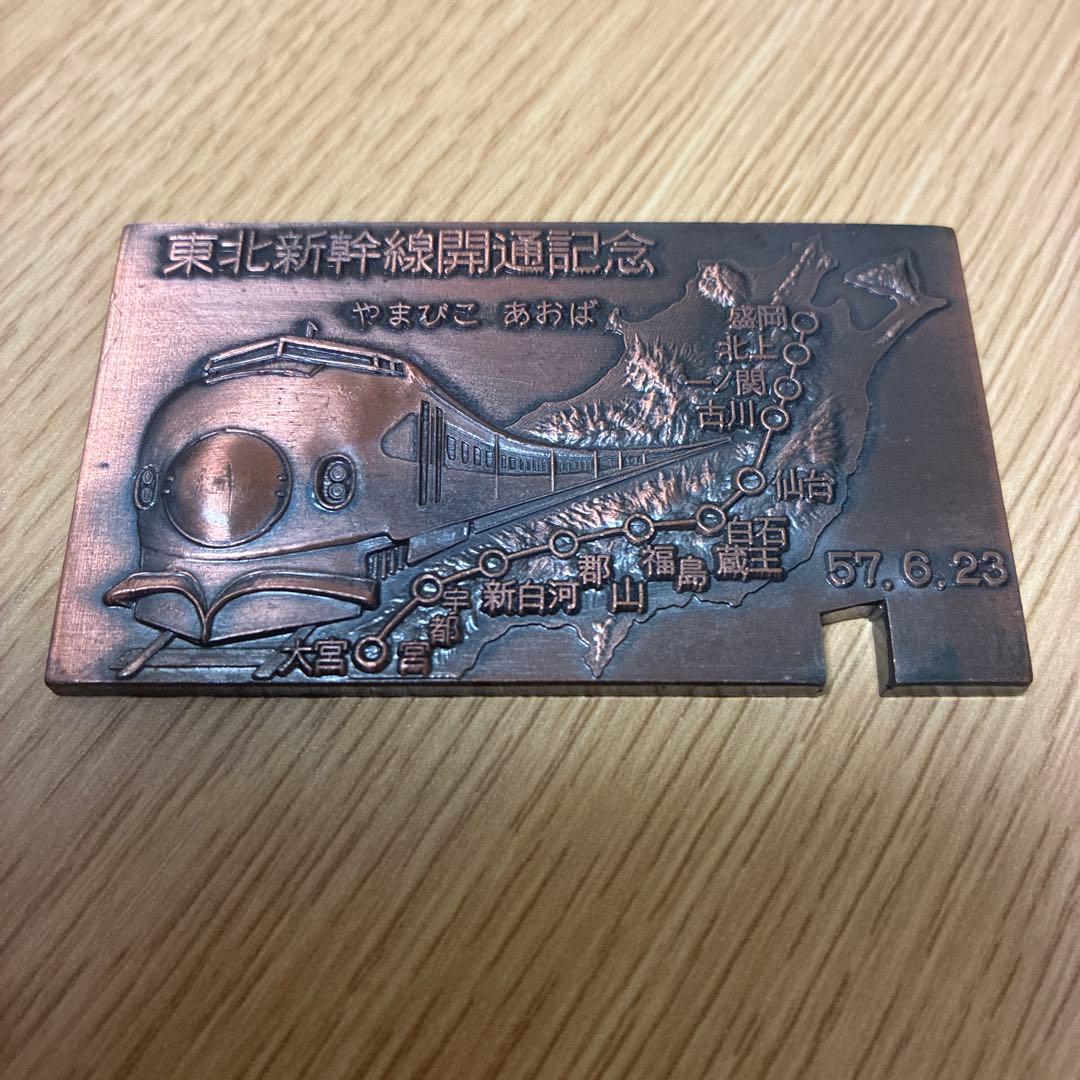 東北新幹線開通記念
やまびこ あおば
盛岡
北上
一ノ関
古川
仙台
白石
蔵王
福島
郡山
新白河
宇都宮
大宮
57.6.23